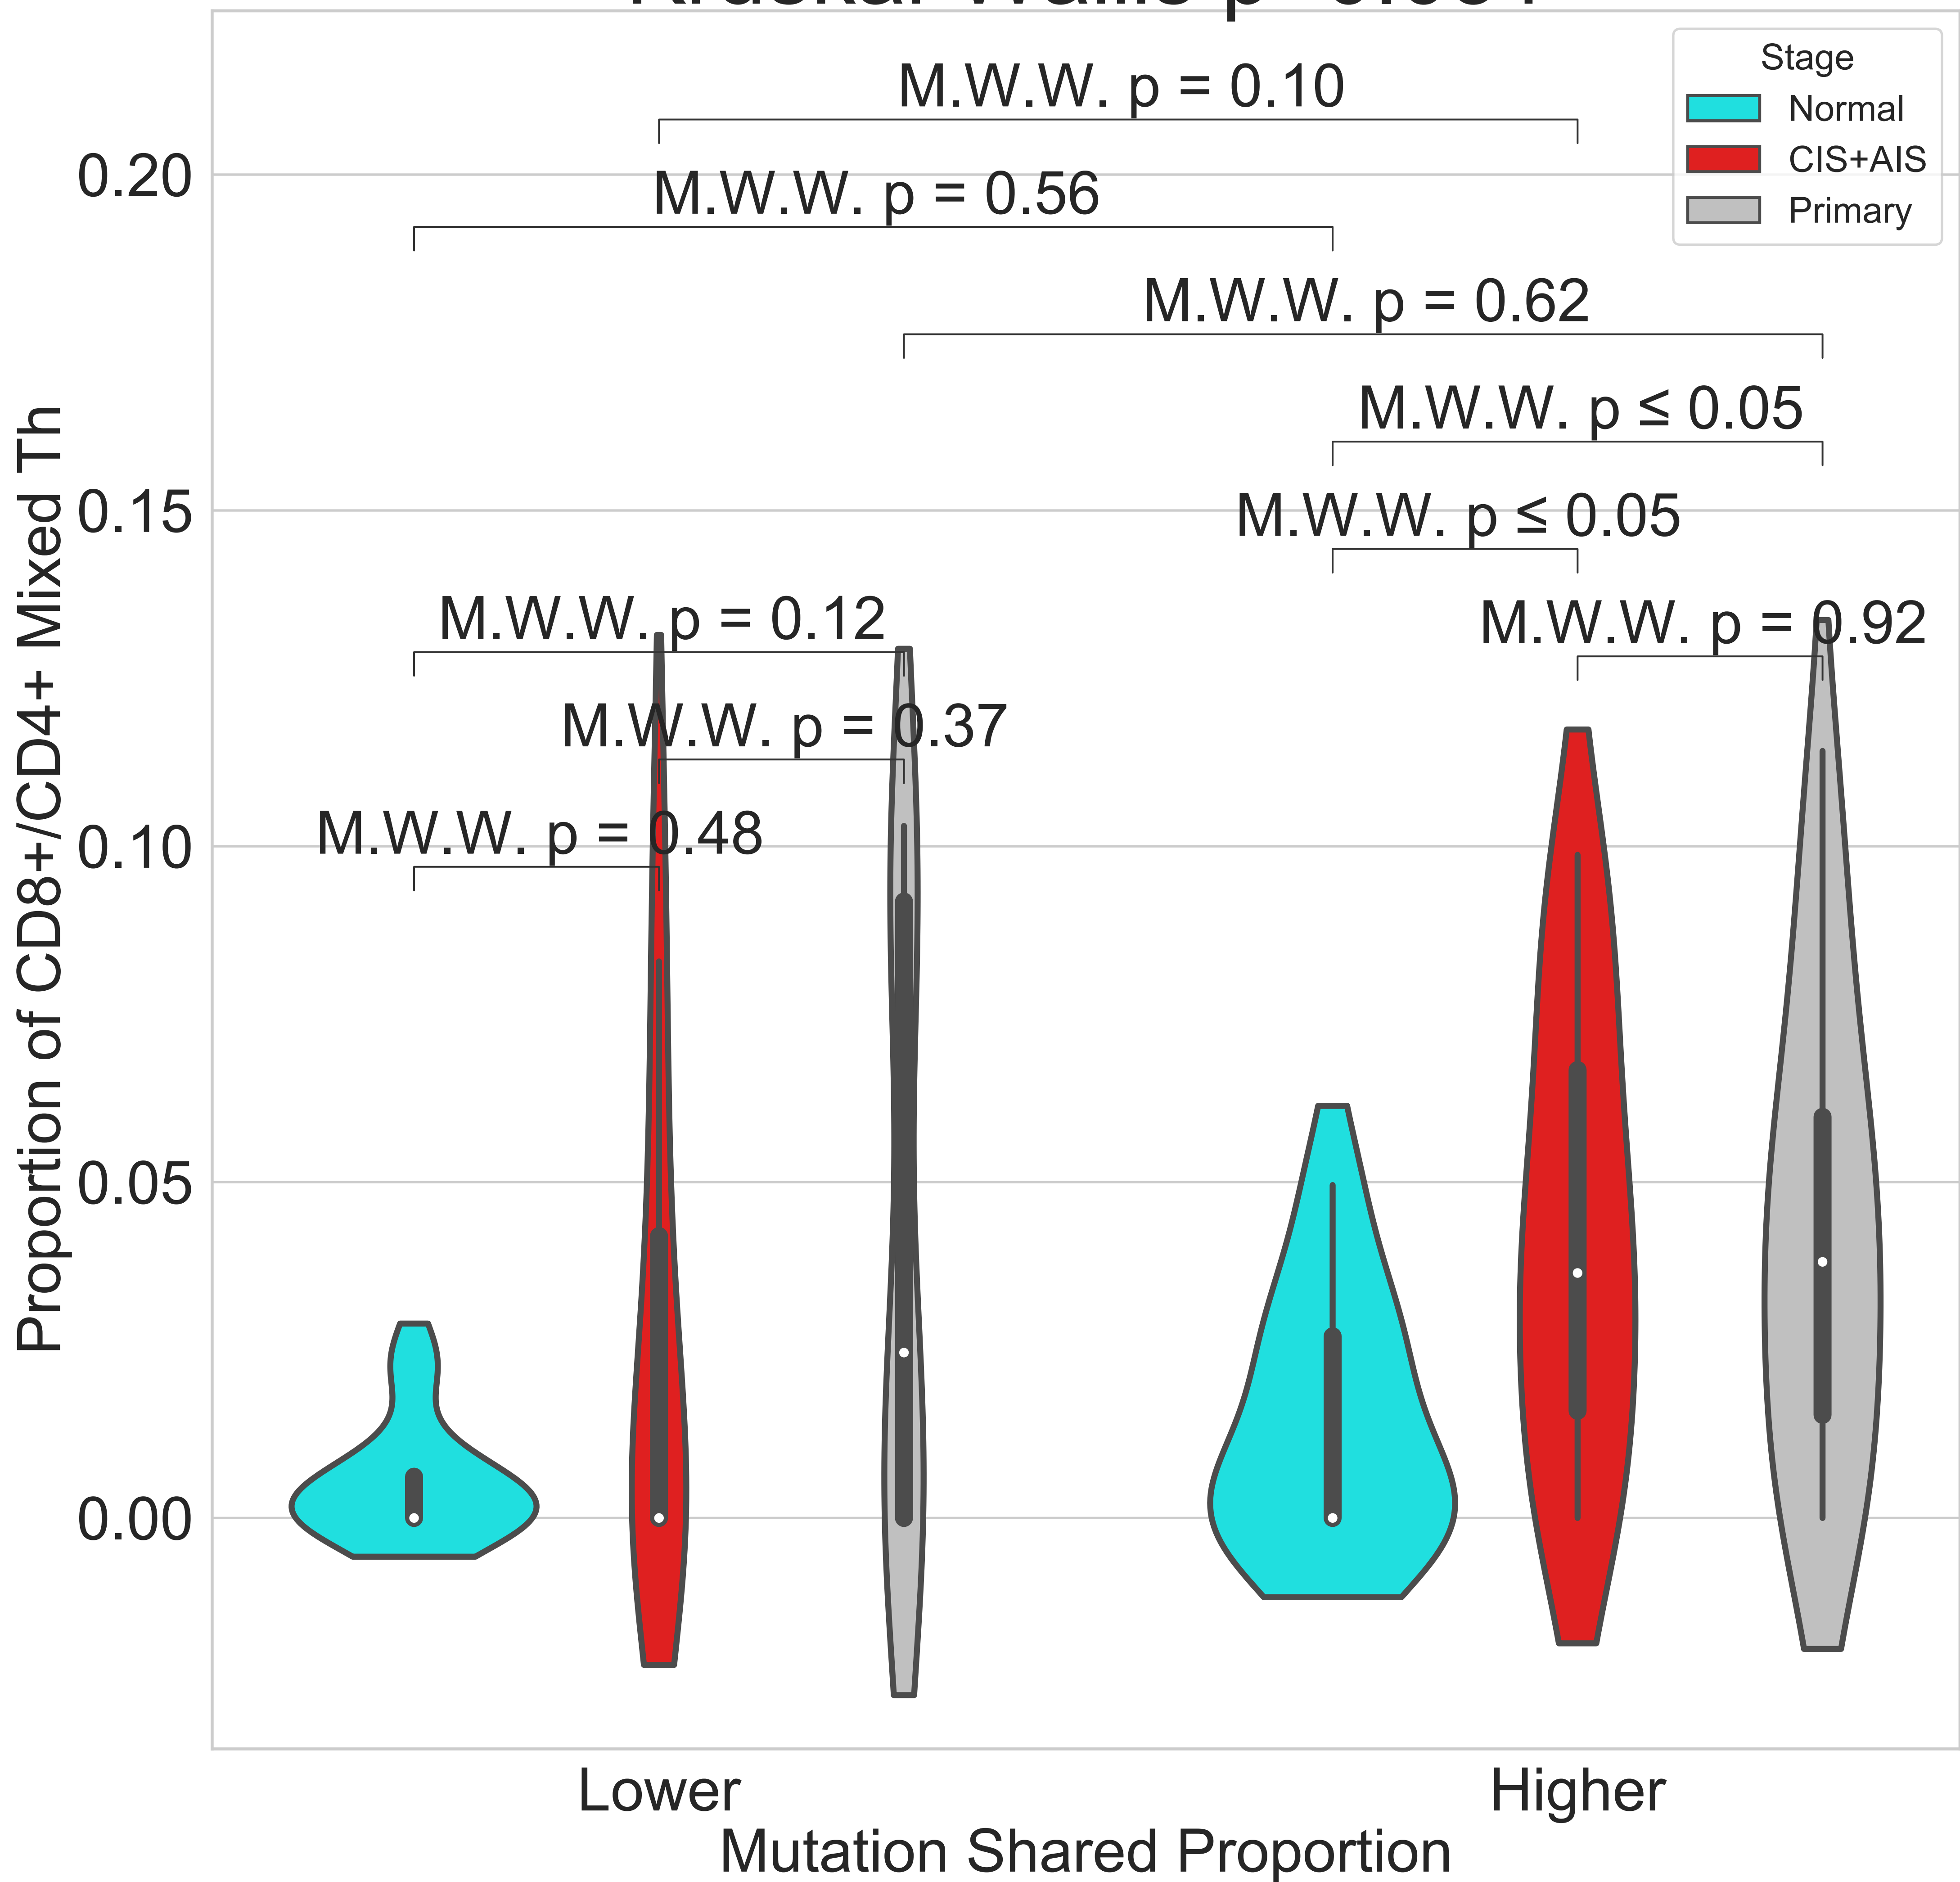 Stage
Normal
CIS+AIS
Primary
M.W.W. p = 0.10
M.W.W. p = 0.56
M.W.W. p = 0.62
M.W.W. p ≤ 0.05
M.W.W. p ≤ 0.05
M.W.W. p = 0.92
M.W.W. p = 0.12
M.W.W. p = 0.37
M.W.W. p = 0.48
0.20
0.15
0.10
0.05
0.00
Proportion of CD8+/CD4+ Mixed Th
Lower
Higher
Mutation Shared Proportion